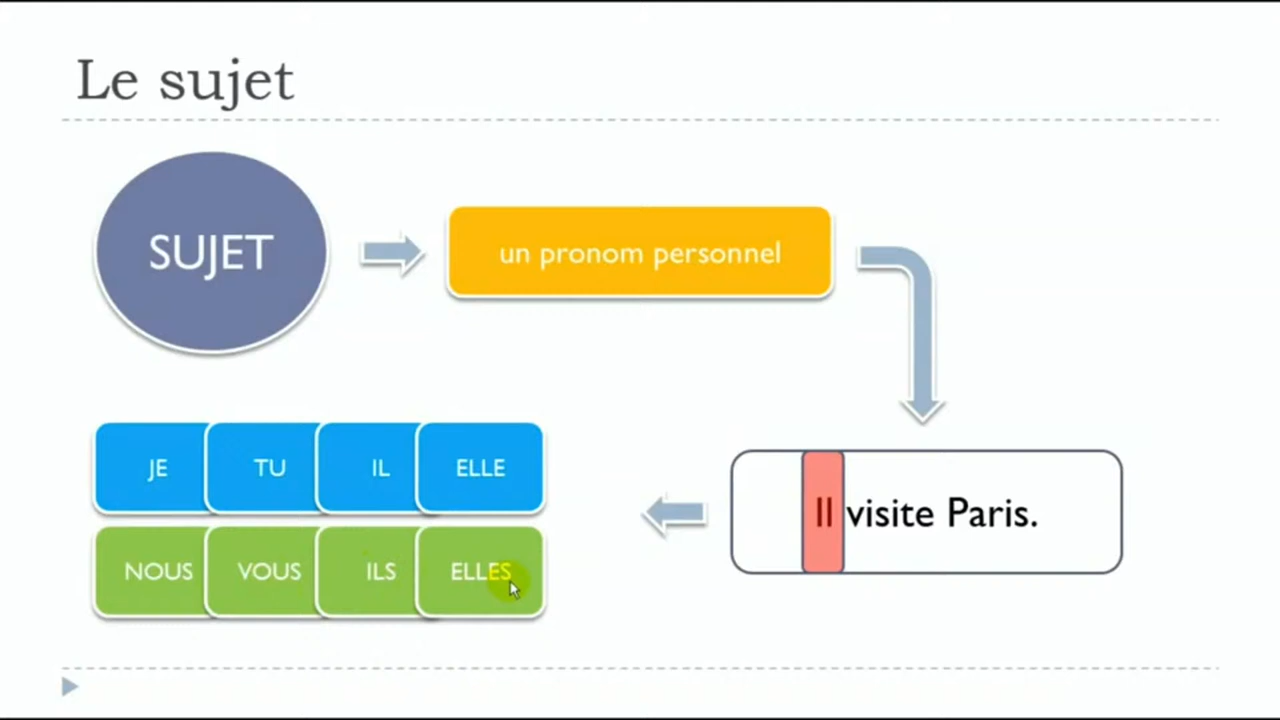 Le sujet
SUJET
un pronom personnel
Il visite Paris.
JE TU IL ELLE
NOUS VOUS ILS ELLES